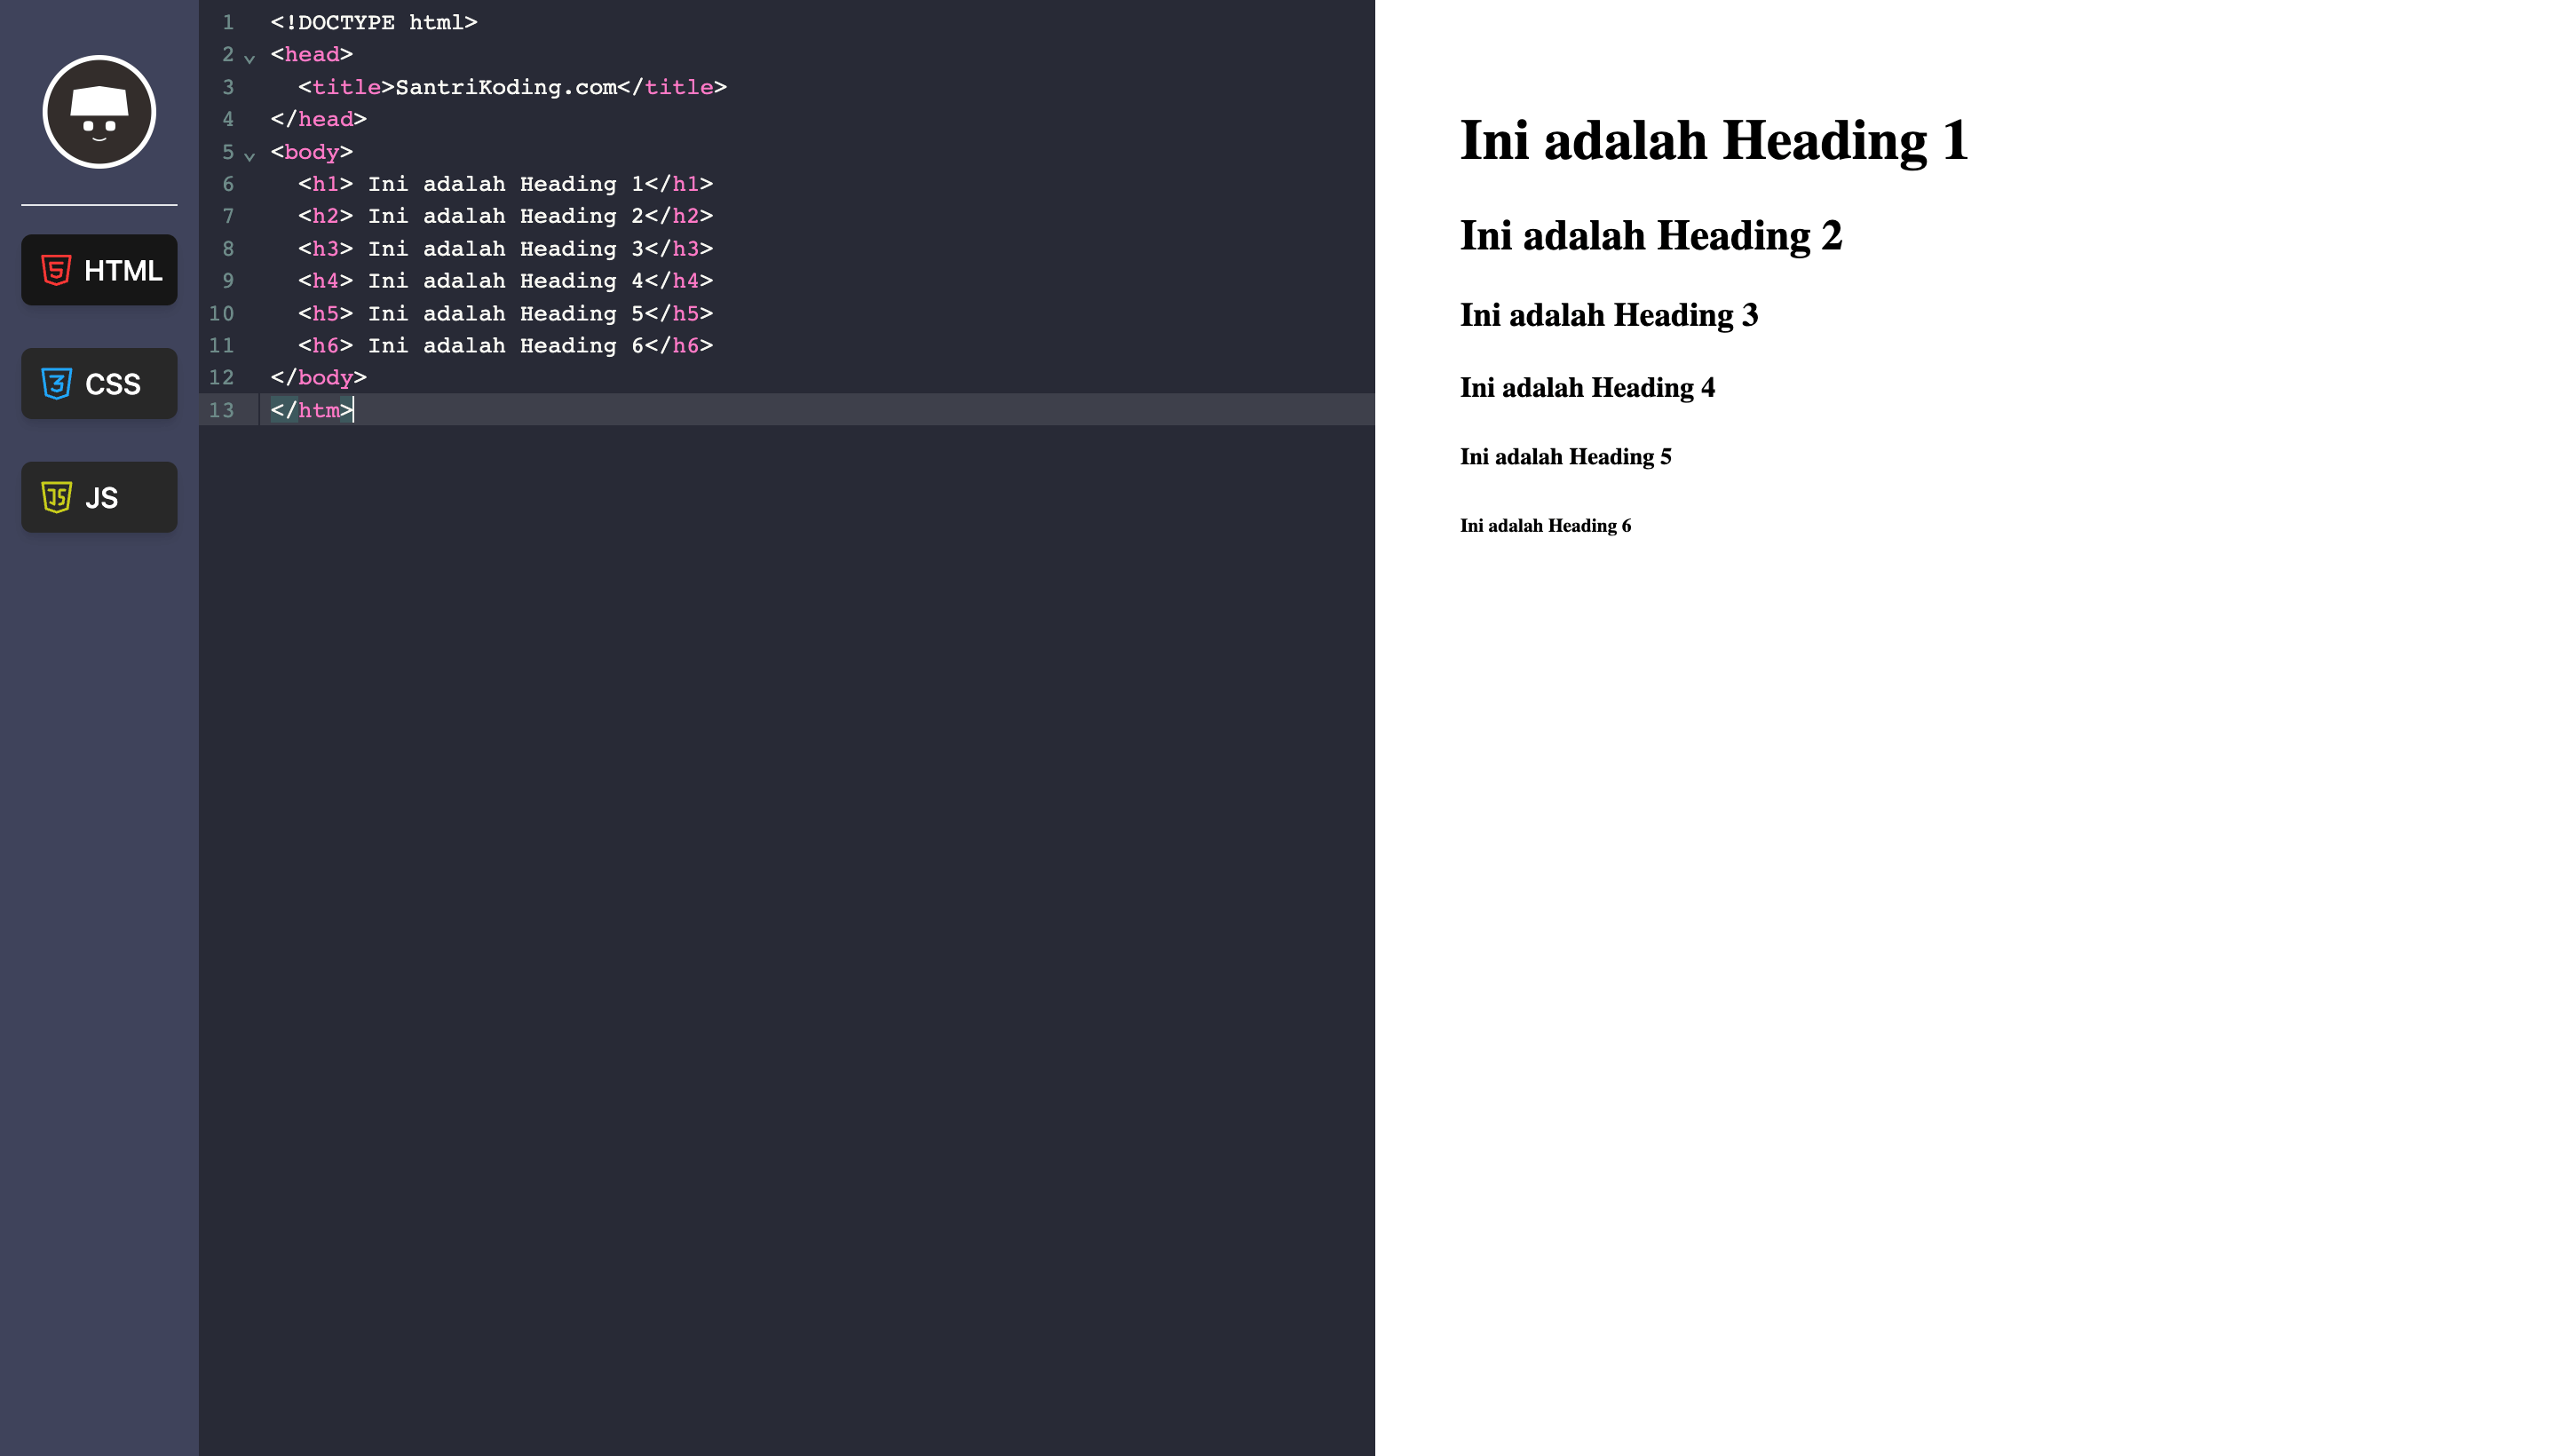 HTML
CSS
JS
1 <!DOCTYPE html>
2 <head>
3 <title>SantriKoding.com</title>
4 </head>
5 <body>
6 <h1> Ini adalah Heading 1</h1>
7 <h2> Ini adalah Heading 2</h2>
8 <h3> Ini adalah Heading 3</h3>
9 <h4> Ini adalah Heading 4</h4>
10 <h5> Ini adalah Heading 5</h5>
11 <h6> Ini adalah Heading 6</h6>
12 </body>
13 </htm>
Ini adalah Heading 1
Ini adalah Heading 2
Ini adalah Heading 3
Ini adalah Heading 4
Ini adalah Heading 5
Ini adalah Heading 6